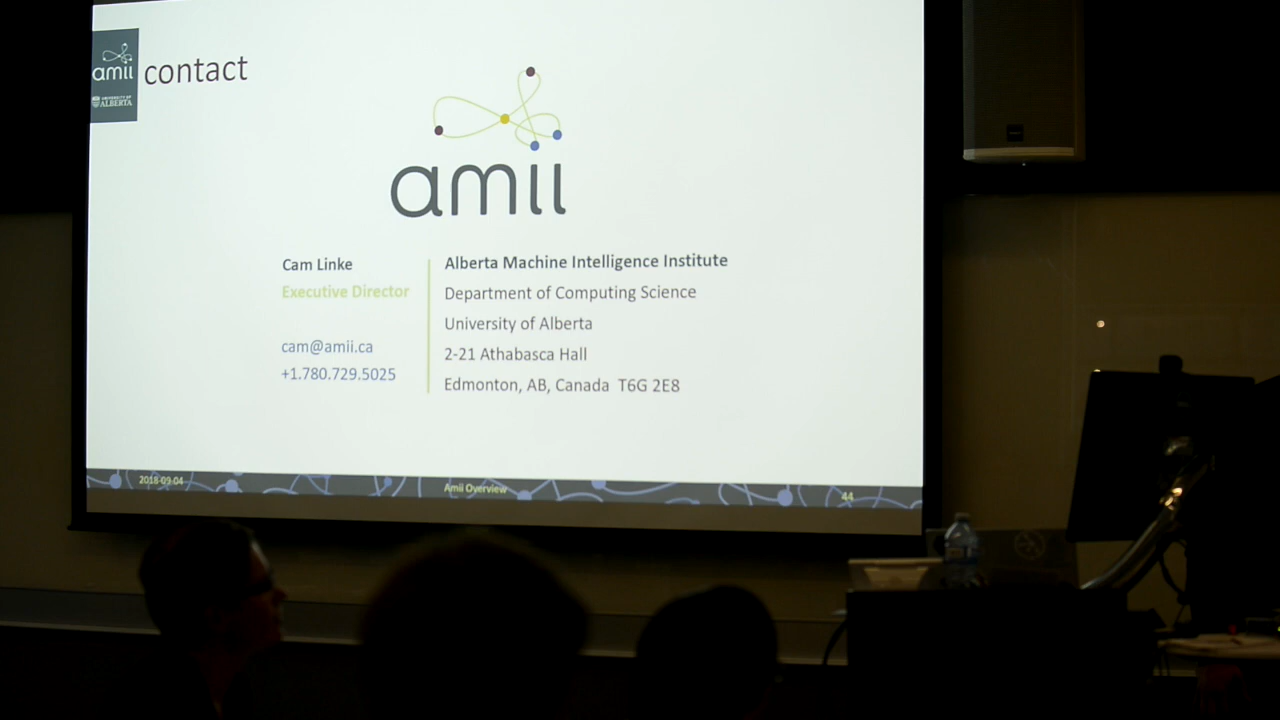 amii
UNIVERSITY OF
ALBERTA
contact
amii
Cam Linke
Executive Director
cam@amii.ca
+1.780.729.5025
Alberta Machine Intelligence Institute
Department of Computing Science
University of Alberta
2-21 Athabasca Hall
Edmonton, AB, Canada T6G 2E8
2018-09-04
Amii Overview
44